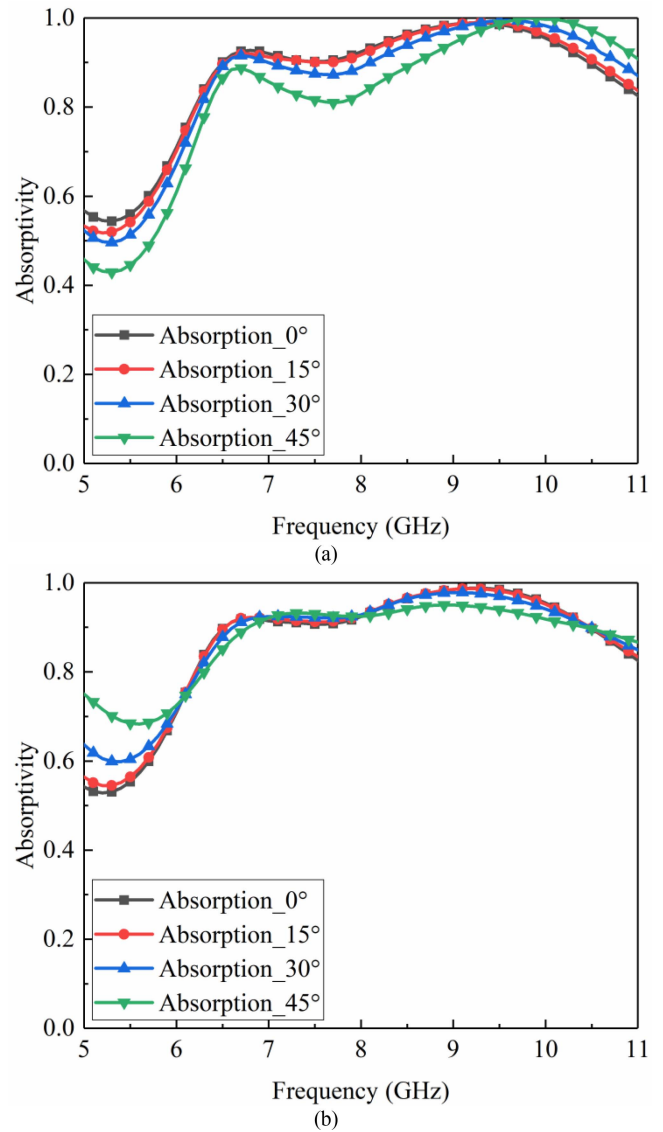 1.0
0.8
0.6
0.4
0.2
0.0
Absorptivity
Absorption_0°
Absorption_15°
Absorption_30°
Absorption_45°
5 6 7 8 9 10 11
Frequency (GHz)
(a)
1.0
0.8
0.6
0.4
0.2
0.0
Absorptivity
Absorption_0°
Absorption_15°
Absorption_30°
Absorption_45°
5 6 7 8 9 10 11
Frequency (GHz)
(b)